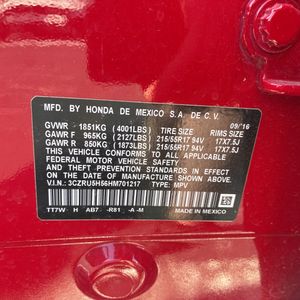 MFD. BY HONDA DE MEXICO S.A. DE C.V.
09/16
GVWR 1851KG (4001LBS) TIRE SIZE RIMS SIZE
GAWR F 965KG (2127LBS) 215/55R17 94V 17X7.5J
GAWR R 850KG (1873LBS) 215/55R17 94V 17X7.5J
THIS VEHICLE CONFORMS TO ALL APPLICABLE
FEDERAL MOTOR VEHICLE SAFETY AND THEFT
PREVENTION STANDARDS IN EFFECT ON THE
DATE OF MANUFACTURE SHOWN ABOVE.
V.I.N.: 3CZRU5H56HM701217 TYPE: MPV
TT7W - H AB7 -R81 -A -M MADE IN MEXICO